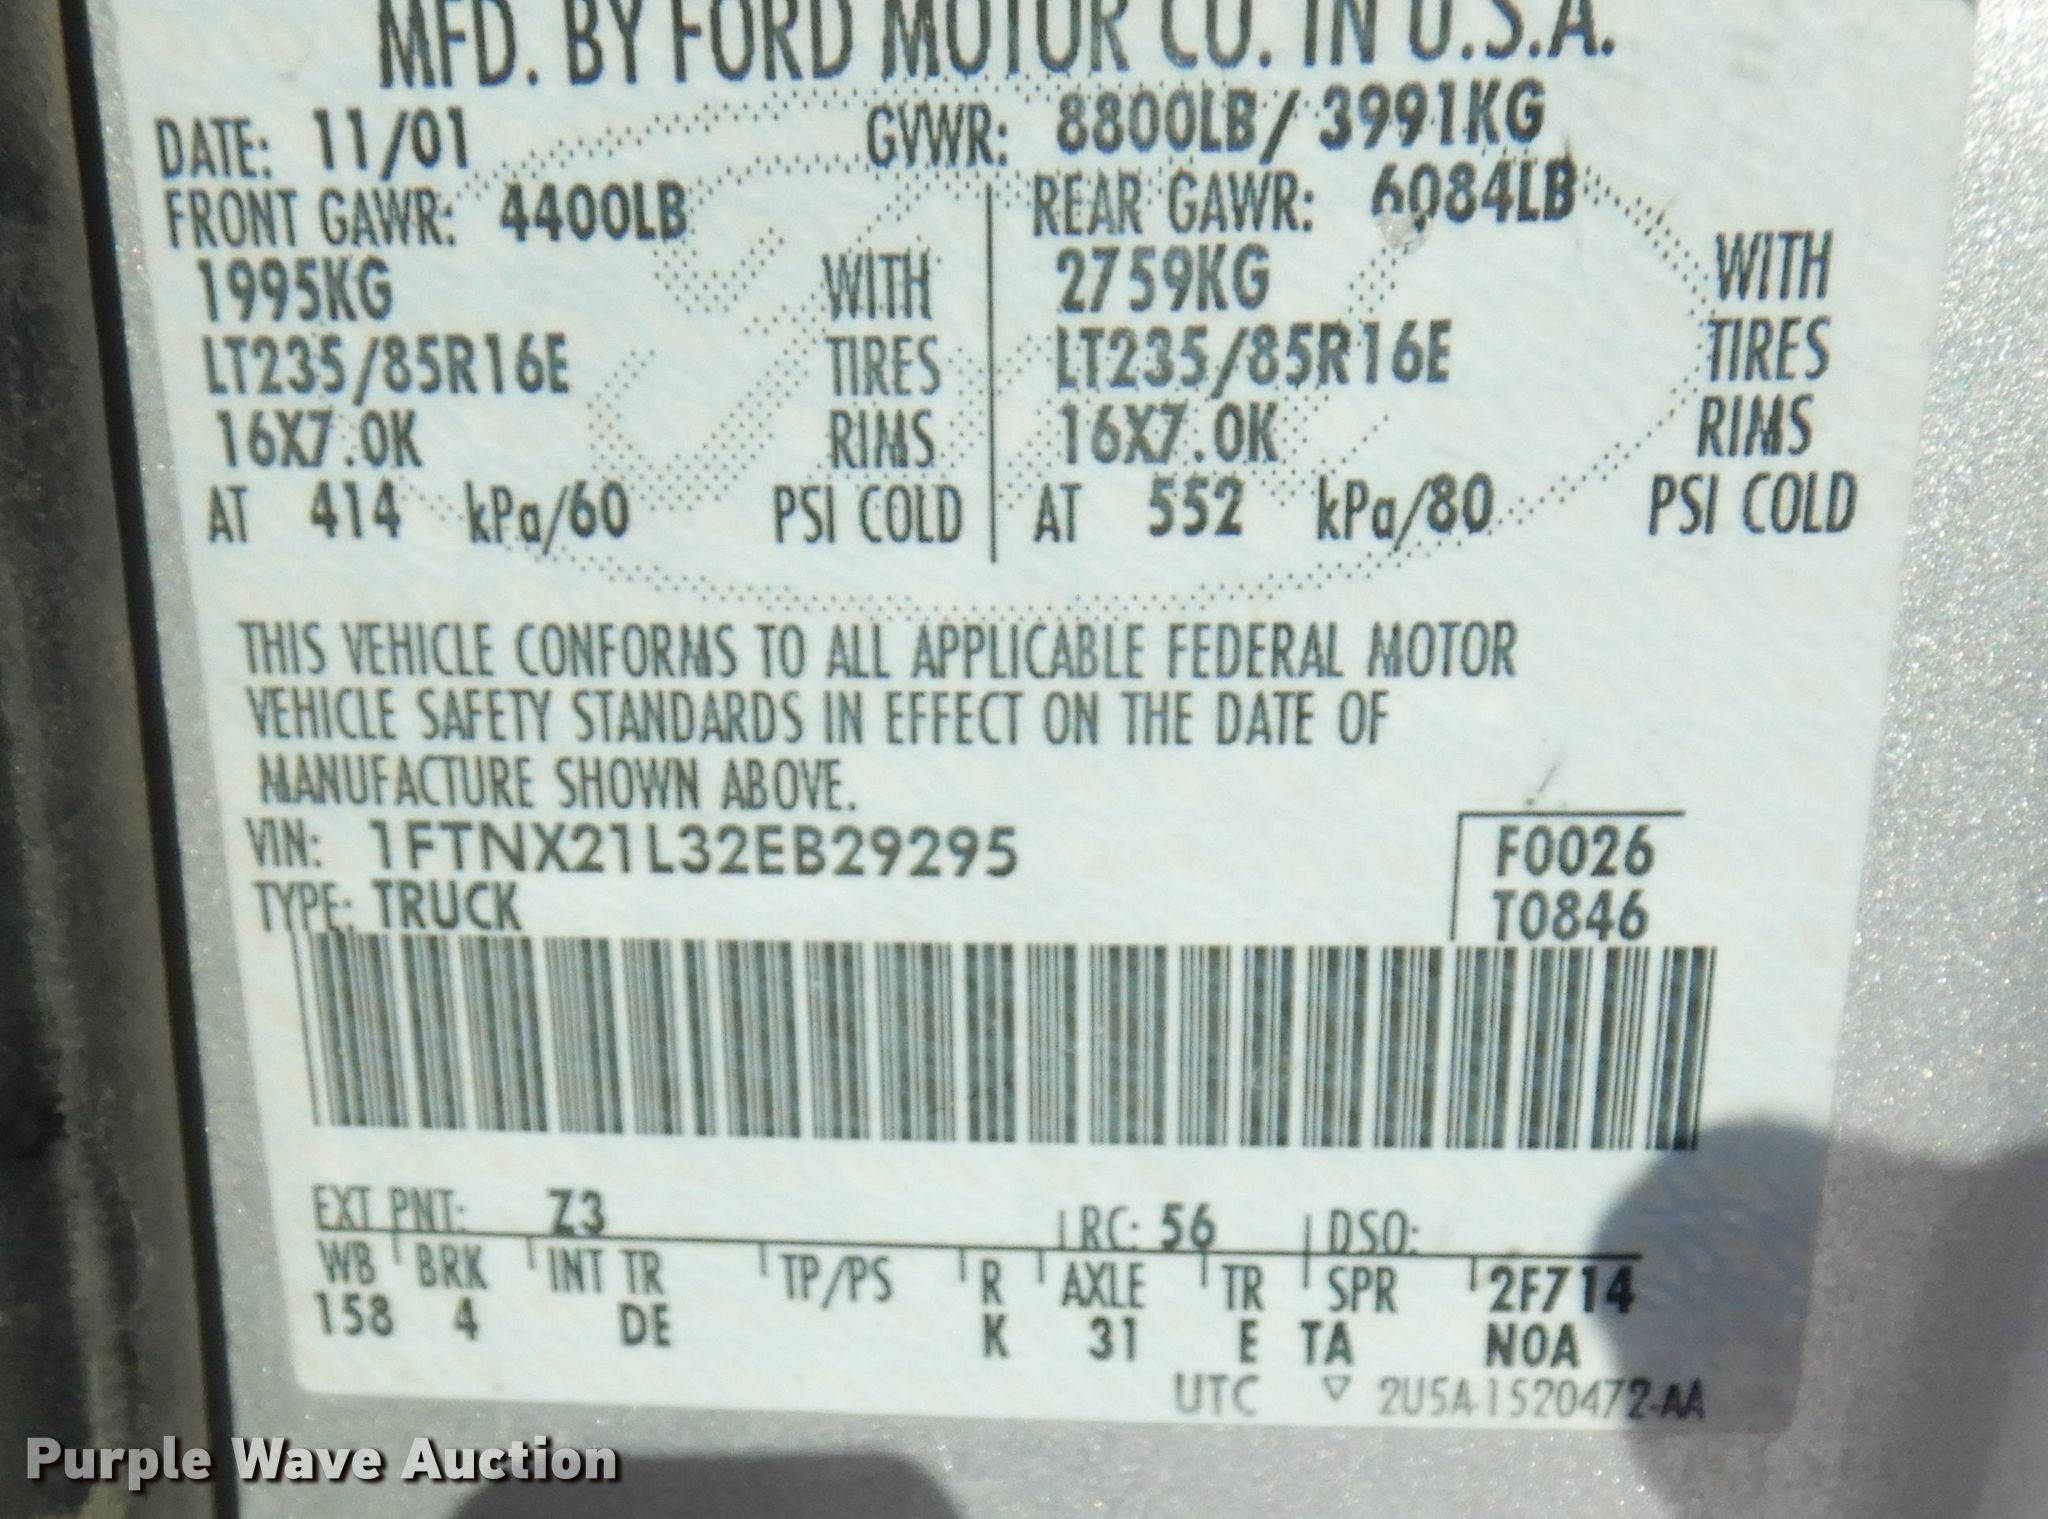 MFD. BY FORD MOTOR CO. IN U.S.A.
DATE: 11/01 GVWR: 8800LB/ 3991KG
FRONT GAWR: 4400LB REAR GAWR: 6084LB
1995KG WITH 2759KG WITH
LT235/85R16E TIRES LT235/85R16E TIRES
16X7.0K RIMS 16X7.0K RIMS
AT 414 kPa/60 PSI COLD AT 552 kPa/80 PSI COLD
THIS VEHICLE CONFORMS TO ALL APPLICABLE FEDERAL MOTOR
VEHICLE SAFETY STANDARDS IN EFFECT ON THE DATE OF
MANUFACTURE SHOWN ABOVE.
VIN: 1FTNX21L32EB29295 F0026
TYPE: TRUCK T0846
EXT PNT: Z3 RC: 56 DSO:
WB BRK INT TR TP/PS R AXLE TR SPR 2F714
158 4 DE K 31 E TA N0A
UTC ▽ 2U5A-1520472-AA
Purple Wave Auction